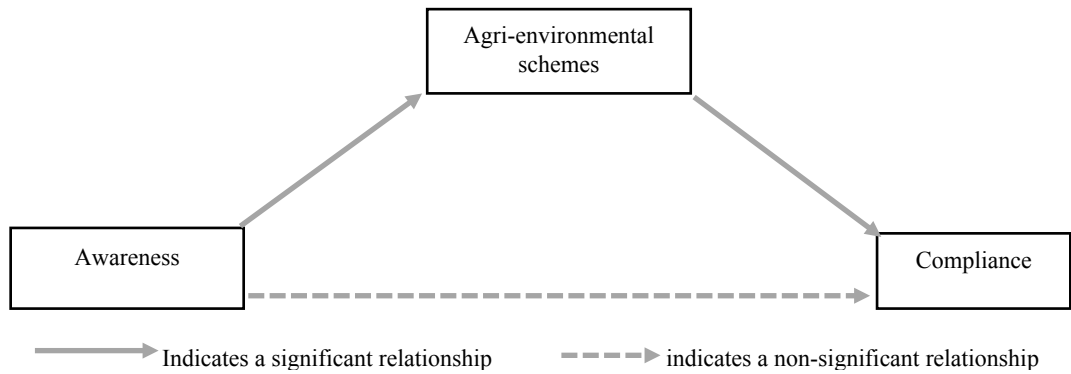 Agri-environmental
schemes
Awareness
Compliance
Indicates a significant relationship
indicates a non-significant relationship